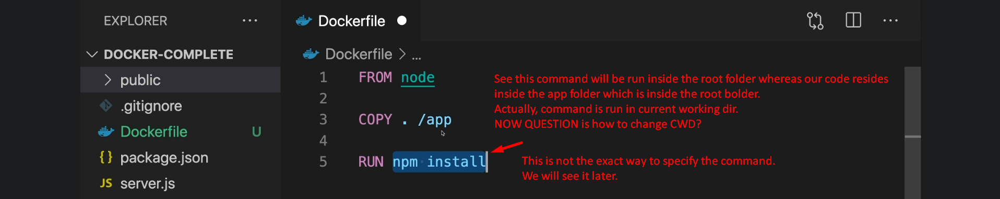 EXPLORER ...
Dockerfile
DOCKER-COMPLETE
Dockerfile > ...
public
.gitignore
Dockerfile U
{} package.json
JS server.js
1 FROM node
2
3 COPY . /app
4
5 RUN npm install
See this command will be run inside the root folder whereas our code resides
inside the app folder which is inside the root bolder.
Actually, command is run in current working dir.
NOW QUESTION is how to change CWD?
This is not the exact way to specify the command.
We will see it later.